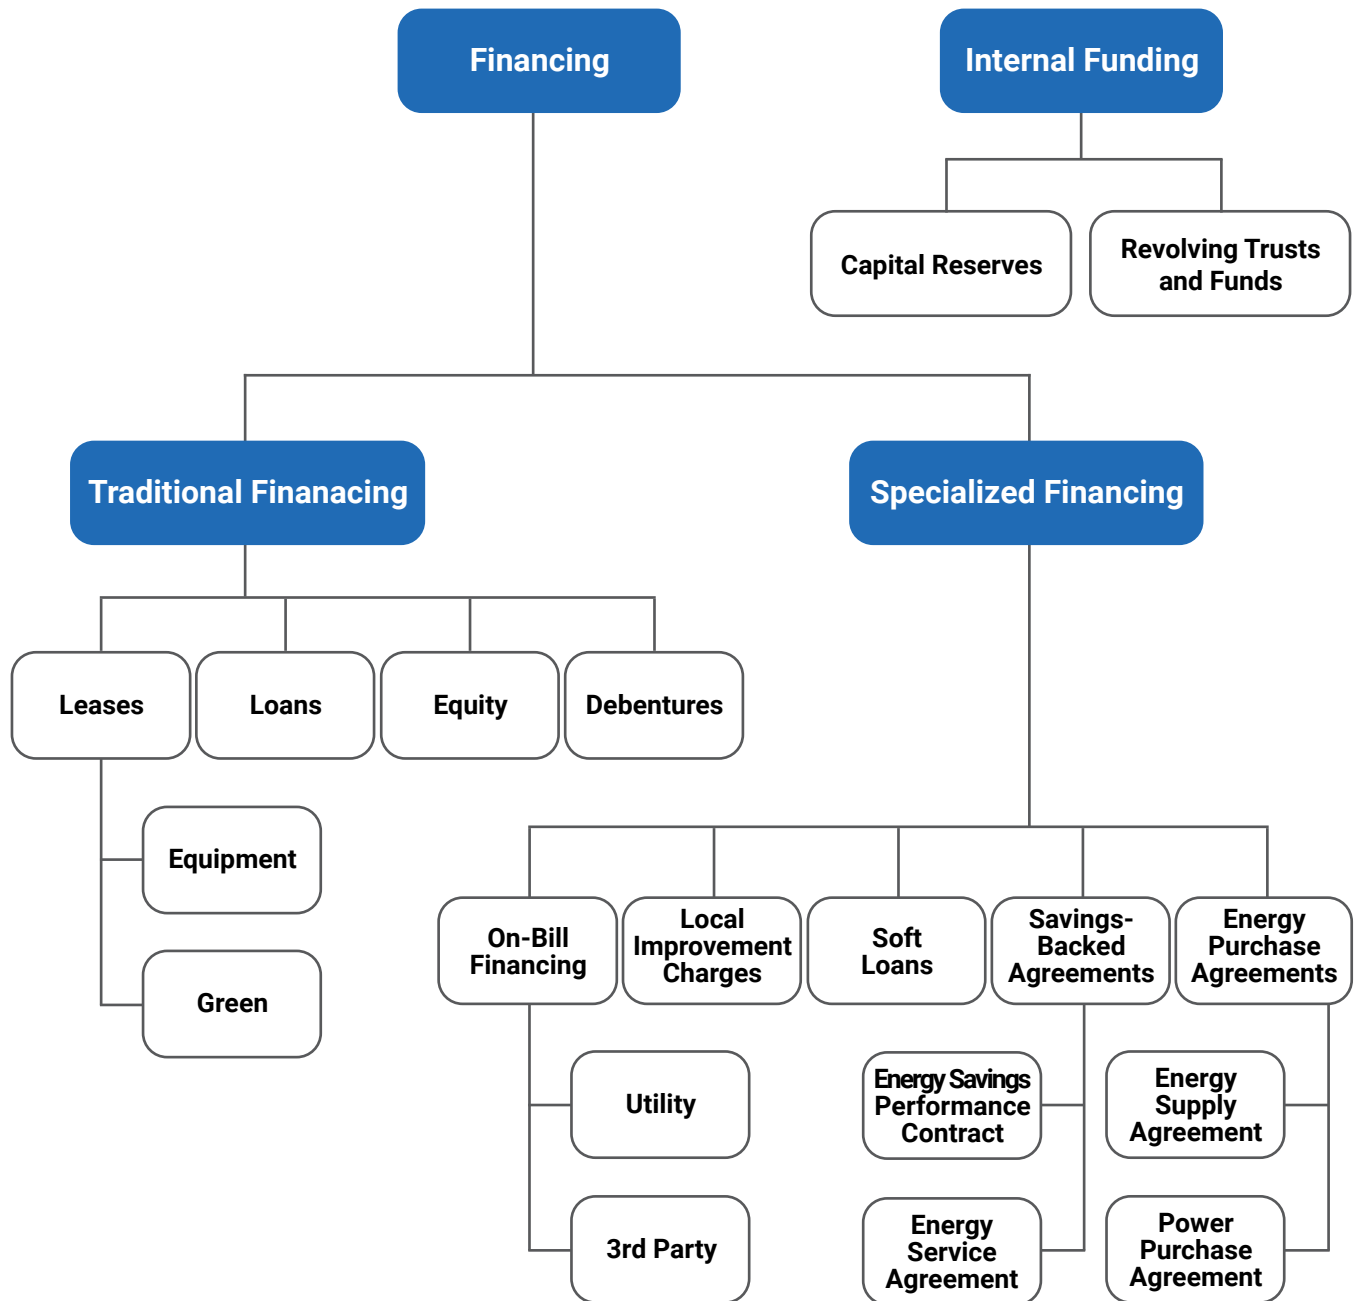 Financing
Internal Funding
Capital Reserves
Revolving Trusts
and Funds
Traditional Finanacing
Specialized Financing
Leases
Loans
Equity
Debentures
Equipment
Green
On-Bill
Financing
Local
Improvement
Charges
Soft
Loans
Savings-
Backed
Agreements
Energy
Purchase
Agreements
Utility
Energy Savings
Performance
Contract
Energy
Supply
Agreement
3rd Party
Energy
Service
Agreement
Power
Purchase
Agreement